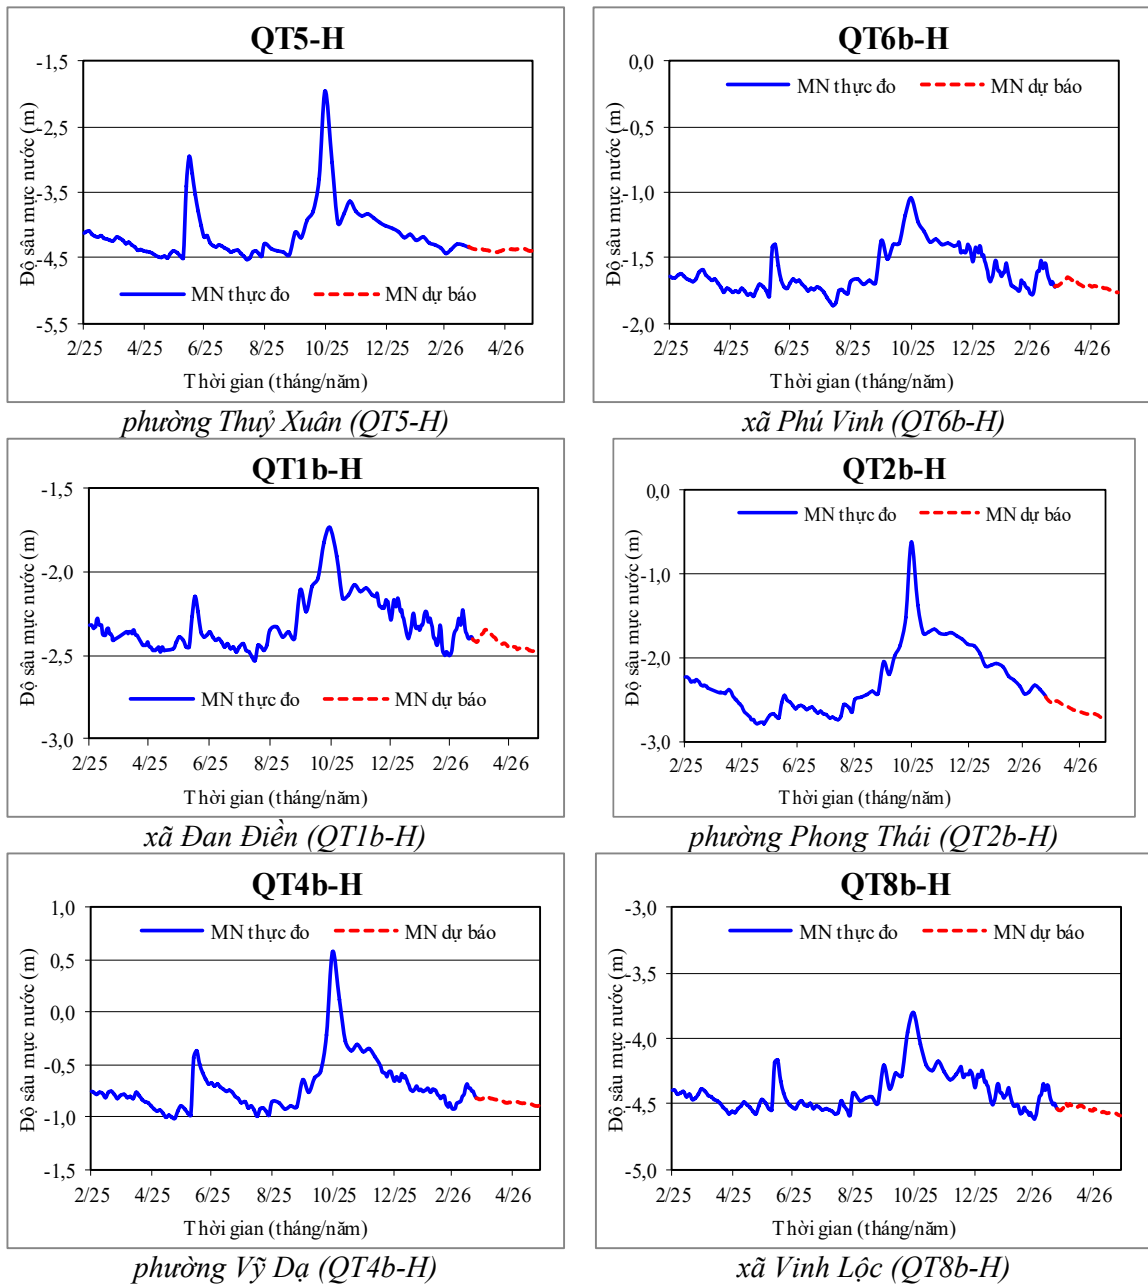 QT5-H
Độ sâu mực nước (m)
-1,5
-2,5
-3,5
-4,5
-5,5
MN thực đo
MN dự báo
2/25 4/25 6/25 8/25 10/25 12/25 2/26 4/26
Thời gian (tháng/năm)
phường Thuỷ Xuân (QT5-H)
QT6b-H
Độ sâu mực nước (m)
0,0
-0,5
-1,0
-1,5
-2,0
MN thực đo
MN dự báo
2/25 4/25 6/25 8/25 10/25 12/25 2/26 4/26
Thời gian (tháng/năm)
xã Phú Vinh (QT6b-H)
QT1b-H
Độ sâu mực nước (m)
-1,5
-2,0
-2,5
-3,0
MN thực đo
MN dự báo
2/25 4/25 6/25 8/25 10/25 12/25 2/26 4/26
Thời gian (tháng/năm)
xã Đan Điền (QT1b-H)
QT2b-H
Độ sâu mực nước (m)
0,0
-1,0
-2,0
-3,0
MN thực đo
MN dự báo
2/25 4/25 6/25 8/25 10/25 12/25 2/26 4/26
Thời gian (tháng/năm)
phường Phong Thái (QT2b-H)
QT4b-H
Độ sâu mực nước (m)
1,0
0,5
0,0
-0,5
-1,0
-1,5
MN thực đo
MN dự báo
2/25 4/25 6/25 8/25 10/25 12/25 2/26 4/26
Thời gian (tháng/năm)
phường Vỹ Dạ (QT4b-H)
QT8b-H
Độ sâu mực nước (m)
-3,0
-3,5
-4,0
-4,5
-5,0
MN thực đo
MN dự báo
2/25 4/25 6/25 8/25 10/25 12/25 2/26 4/26
Thời gian (tháng/năm)
xã Vinh Lộc (QT8b-H)